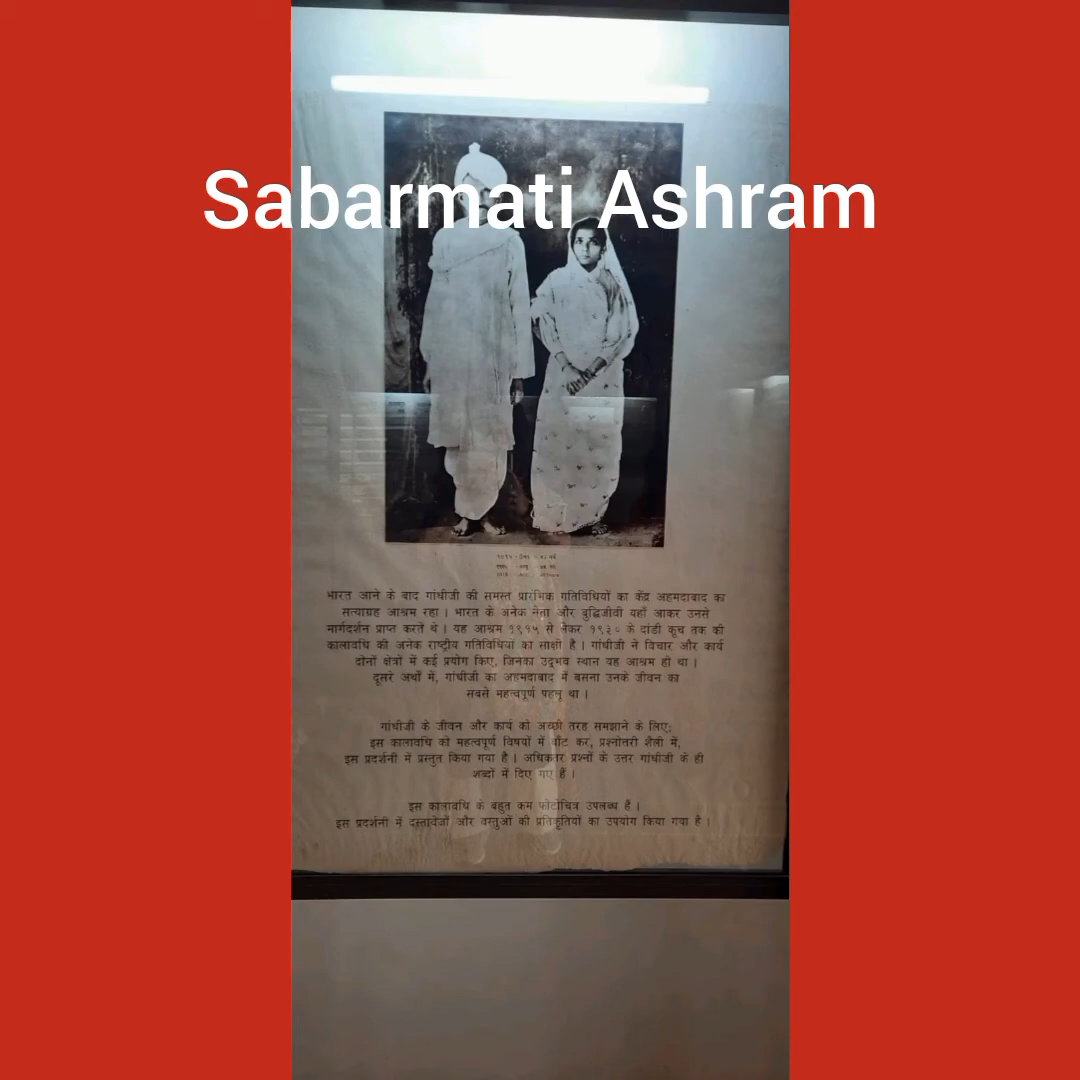 Sabarmati Ashram
भारत आने के बाद गांधीजी की समस्त प्रारंभिक गतिविधियों का केंद्र अहमदाबाद का
सत्याग्रह आश्रम रहा । भारत के अनेक नेता और बुद्धिजीवी यहाँ आकर उनसे
मार्गदर्शन प्राप्त करते थे । यह आश्रम १९१५ से लेकर १९३० के दांडी कूच तक की
कालावधि की अनेक राष्ट्रीय गतिविधियों का साक्षी है । गांधीजी ने विचार और कार्य
दोनों क्षेत्रों में कई प्रयोग किए, जिनका उद्भव स्थान यह आश्रम ही था ।
दूसरे अर्थों में, गांधीजी का अहमदाबाद में बसना उनके जीवन का
सबसे महत्वपूर्ण पहलू था ।
गांधीजी के जीवन और कार्य को अच्छी तरह समझाने के लिए;
इस कालावधि को महत्वपूर्ण विषयों में बाँट कर, प्रश्नोत्तरी शैली में,
इस प्रदर्शनी में प्रस्तुत किया गया है । अधिकतर प्रश्नों के उत्तर गांधीजी के ही
शब्दों में दिए गए हैं ।
इस कालावधि के बहुत कम फोटोचित्र उपलब्ध हैं ।
इस प्रदर्शनी में दस्तावेजों और वस्तुओं की प्रतिकृतियों का उपयोग किया गया है ।